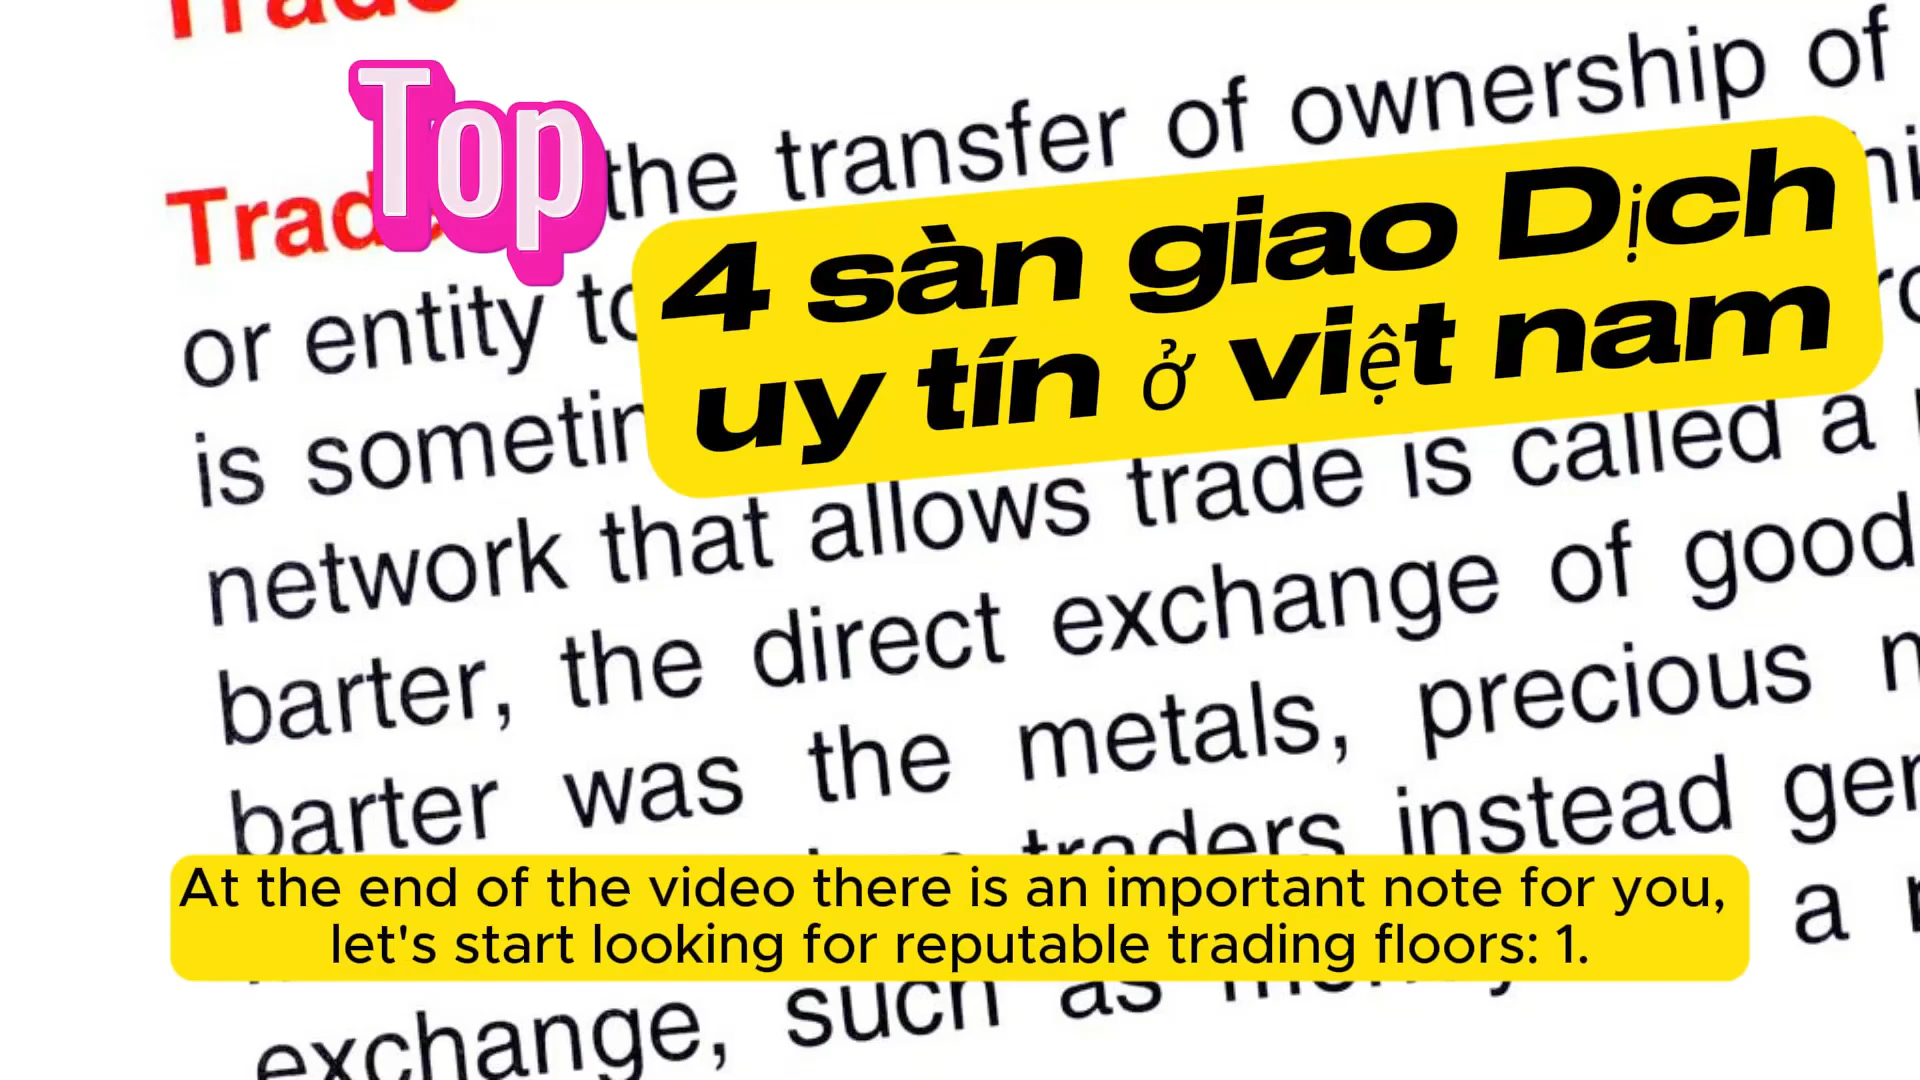 Trade
Top
Trad the transfer of ownership of
4 sàn giao Dịch
uy tín ở việt nam
or entity to
is
network that allows trade is called a
barter, the direct exchange of good
barter was the metals, precious
traders instead
At the end of the video there is an important note for you,
let's start looking for reputable trading floors: 1.
a
exchange, such as money